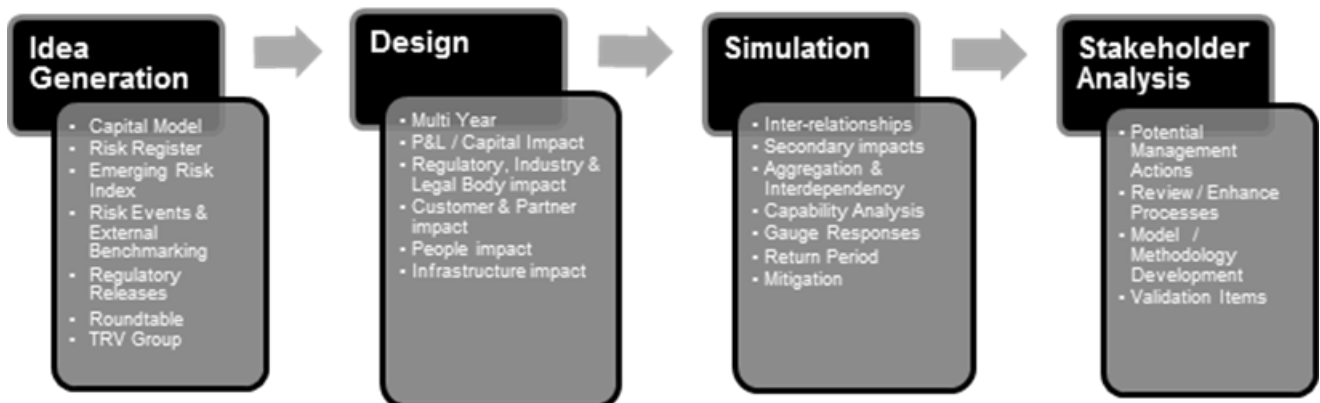 Idea
Generation
▪ Capital Model
▪ Risk Register
▪ Emerging Risk
Index
▪ Risk Events &
External
Benchmarking
▪ Regulatory
Releases
▪ Roundtable
▪ TRV Group
Design
▪ Multi Year
▪ P&L / Capital Impact
▪ Regulatory, Industry &
Legal Body impact
▪ Customer & Partner
impact
▪ People impact
▪ Infrastructure impact
Simulation
▪ Inter-relationships
▪ Secondary impacts
▪ Aggregation &
Interdependency
▪ Capability Analysis
▪ Gauge Responses
▪ Return Period
▪ Mitigation
Stakeholder
Analysis
▪ Potential
Management
Actions
▪ Review / Enhance
Processes
▪ Model /
Methodology
Development
▪ Validation Items